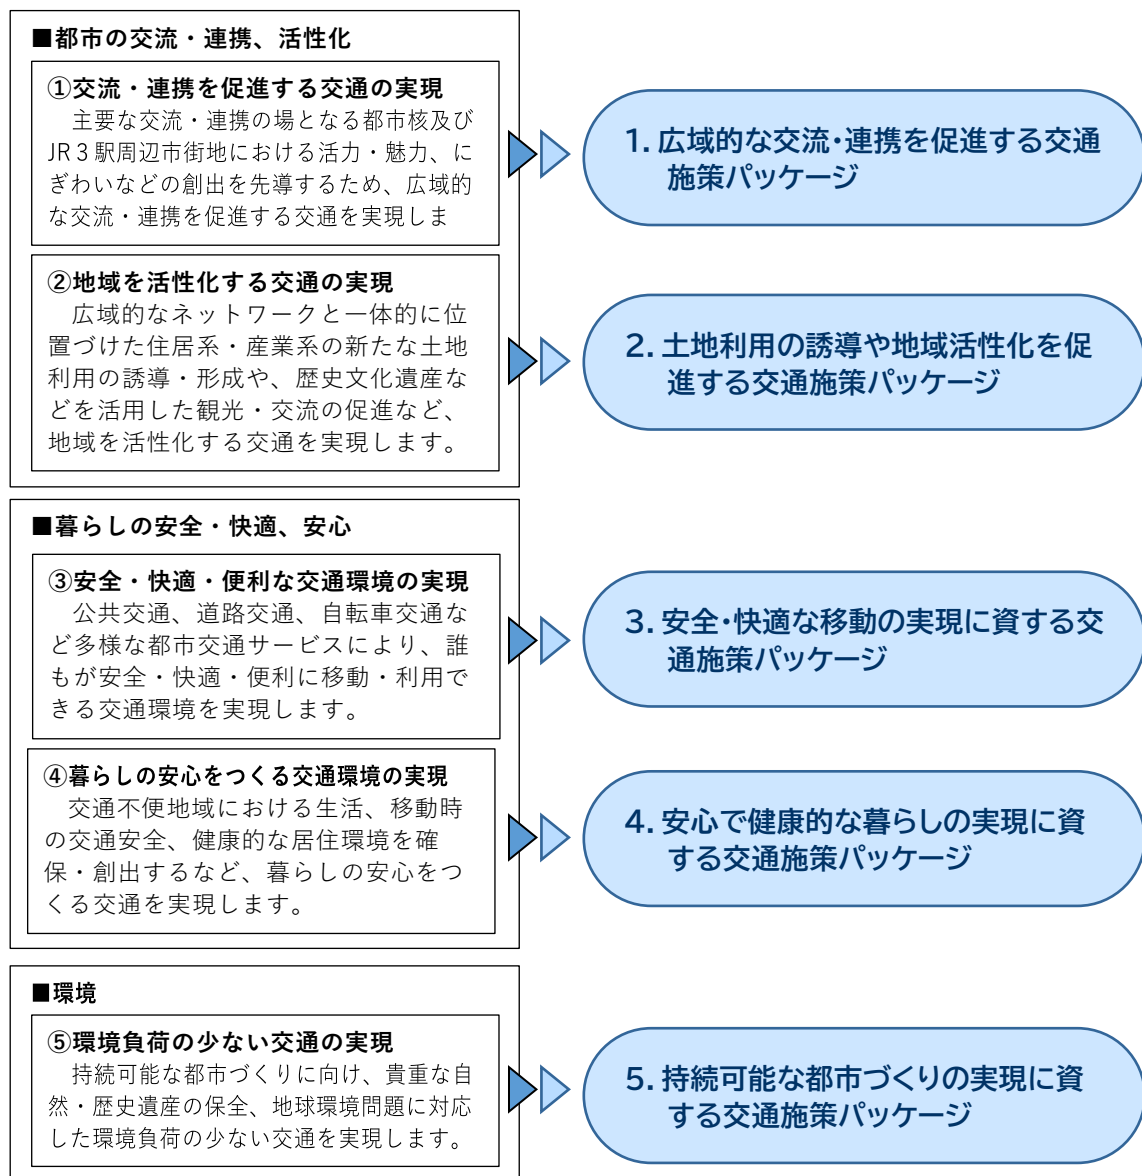 ■都市の交流・連携、活性化
①交流・連携を促進する交通の実現
主要な交流・連携の場となる都市核及び
JR３駅周辺市街地における活力・魅力、に
ぎわいなどの創出を先導するため、広域的
な交流・連携を促進する交通を実現しま
1. 広域的な交流・連携を促進する交通
施策パッケージ
②地域を活性化する交通の実現
広域的なネットワークと一体的に位
置づけた住居系・産業系の新たな土地
利用の誘導・形成や、歴史文化遺産な
どを活用した観光・交流の促進など、
地域を活性化する交通を実現します。
2. 土地利用の誘導や地域活性化を促
進する交通施策パッケージ
■暮らしの安全・快適、安心
③安全・快適・便利な交通環境の実現
公共交通、道路交通、自転車交通な
ど多様な都市交通サービスにより、誰
もが安全・快適・便利に移動・利用で
きる交通環境を実現します。
3. 安全・快適な移動の実現に資する交
通施策パッケージ
④暮らしの安心をつくる交通環境の実現
交通不便地域における生活、移動時
の交通安全、健康的な居住環境を確
保・創出するなど、暮らしの安心をつ
くる交通を実現します。
4. 安心で健康的な暮らしの実現に資
する交通施策パッケージ
■環境
⑤環境負荷の少ない交通の実現
持続可能な都市づくりに向け、貴重な自
然・歴史遺産の保全、地球環境問題に対応
した環境負荷の少ない交通を実現します。
5. 持続可能な都市づくりの実現に資
する交通施策パッケージ